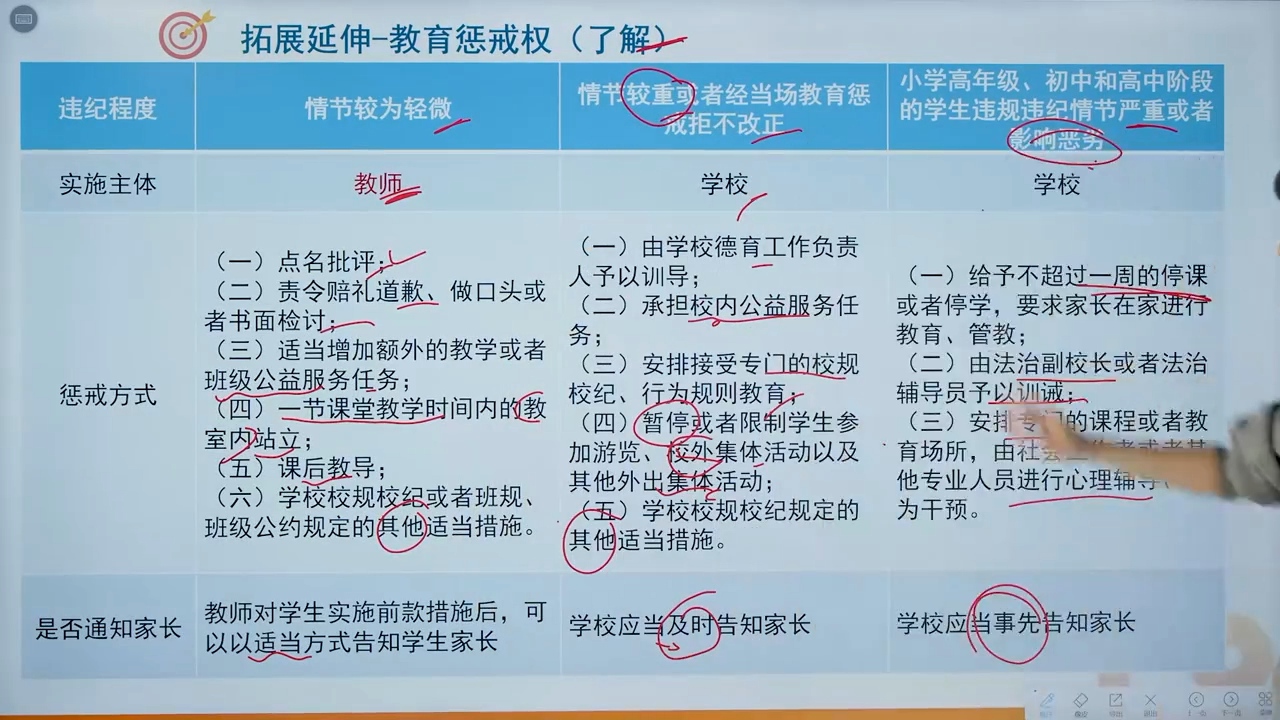 拓展延伸-教育惩戒权（了解）
违纪程度
情节较为轻微
情节较重或者经当场教育惩
戒拒不改正
小学高年级、初中和高中阶段
的学生违规违纪情节严重或者
影响恶劣
实施主体
教师
学校
学校
惩戒方式
（一）点名批评；
（二）责令赔礼道歉、做口头或
者书面检讨；
（三）适当增加额外的教学或者
班级公益服务任务；
（四）一节课堂教学时间内的教
室内站立；
（五）课后教导；
（六）学校校规校纪或者班规、
班级公约规定的其他适当措施。
（一）由学校德育工作负责
人予以训导；
（二）承担校内公益服务任
务；
（三）安排接受专门的校规
校纪、行为规则教育；
（四）暂停或者限制学生参
加游览、校外集体活动以及
其他外出集体活动；
（五）学校校规校纪规定的
其他适当措施。
（一）给予不超过一周的停课
或者停学，要求家长在家进行
教育、管教；
（二）由法治副校长或者法治
辅导员予以训诫；
（三）安排专门的课程或者教
育场所，由社会工作者或者其
他专业人员进行心理辅导
为干预。
是否通知家长
教师对学生实施前款措施后，可
以以适当方式告知学生家长
学校应当及时告知家长
学校应当事先告知家长